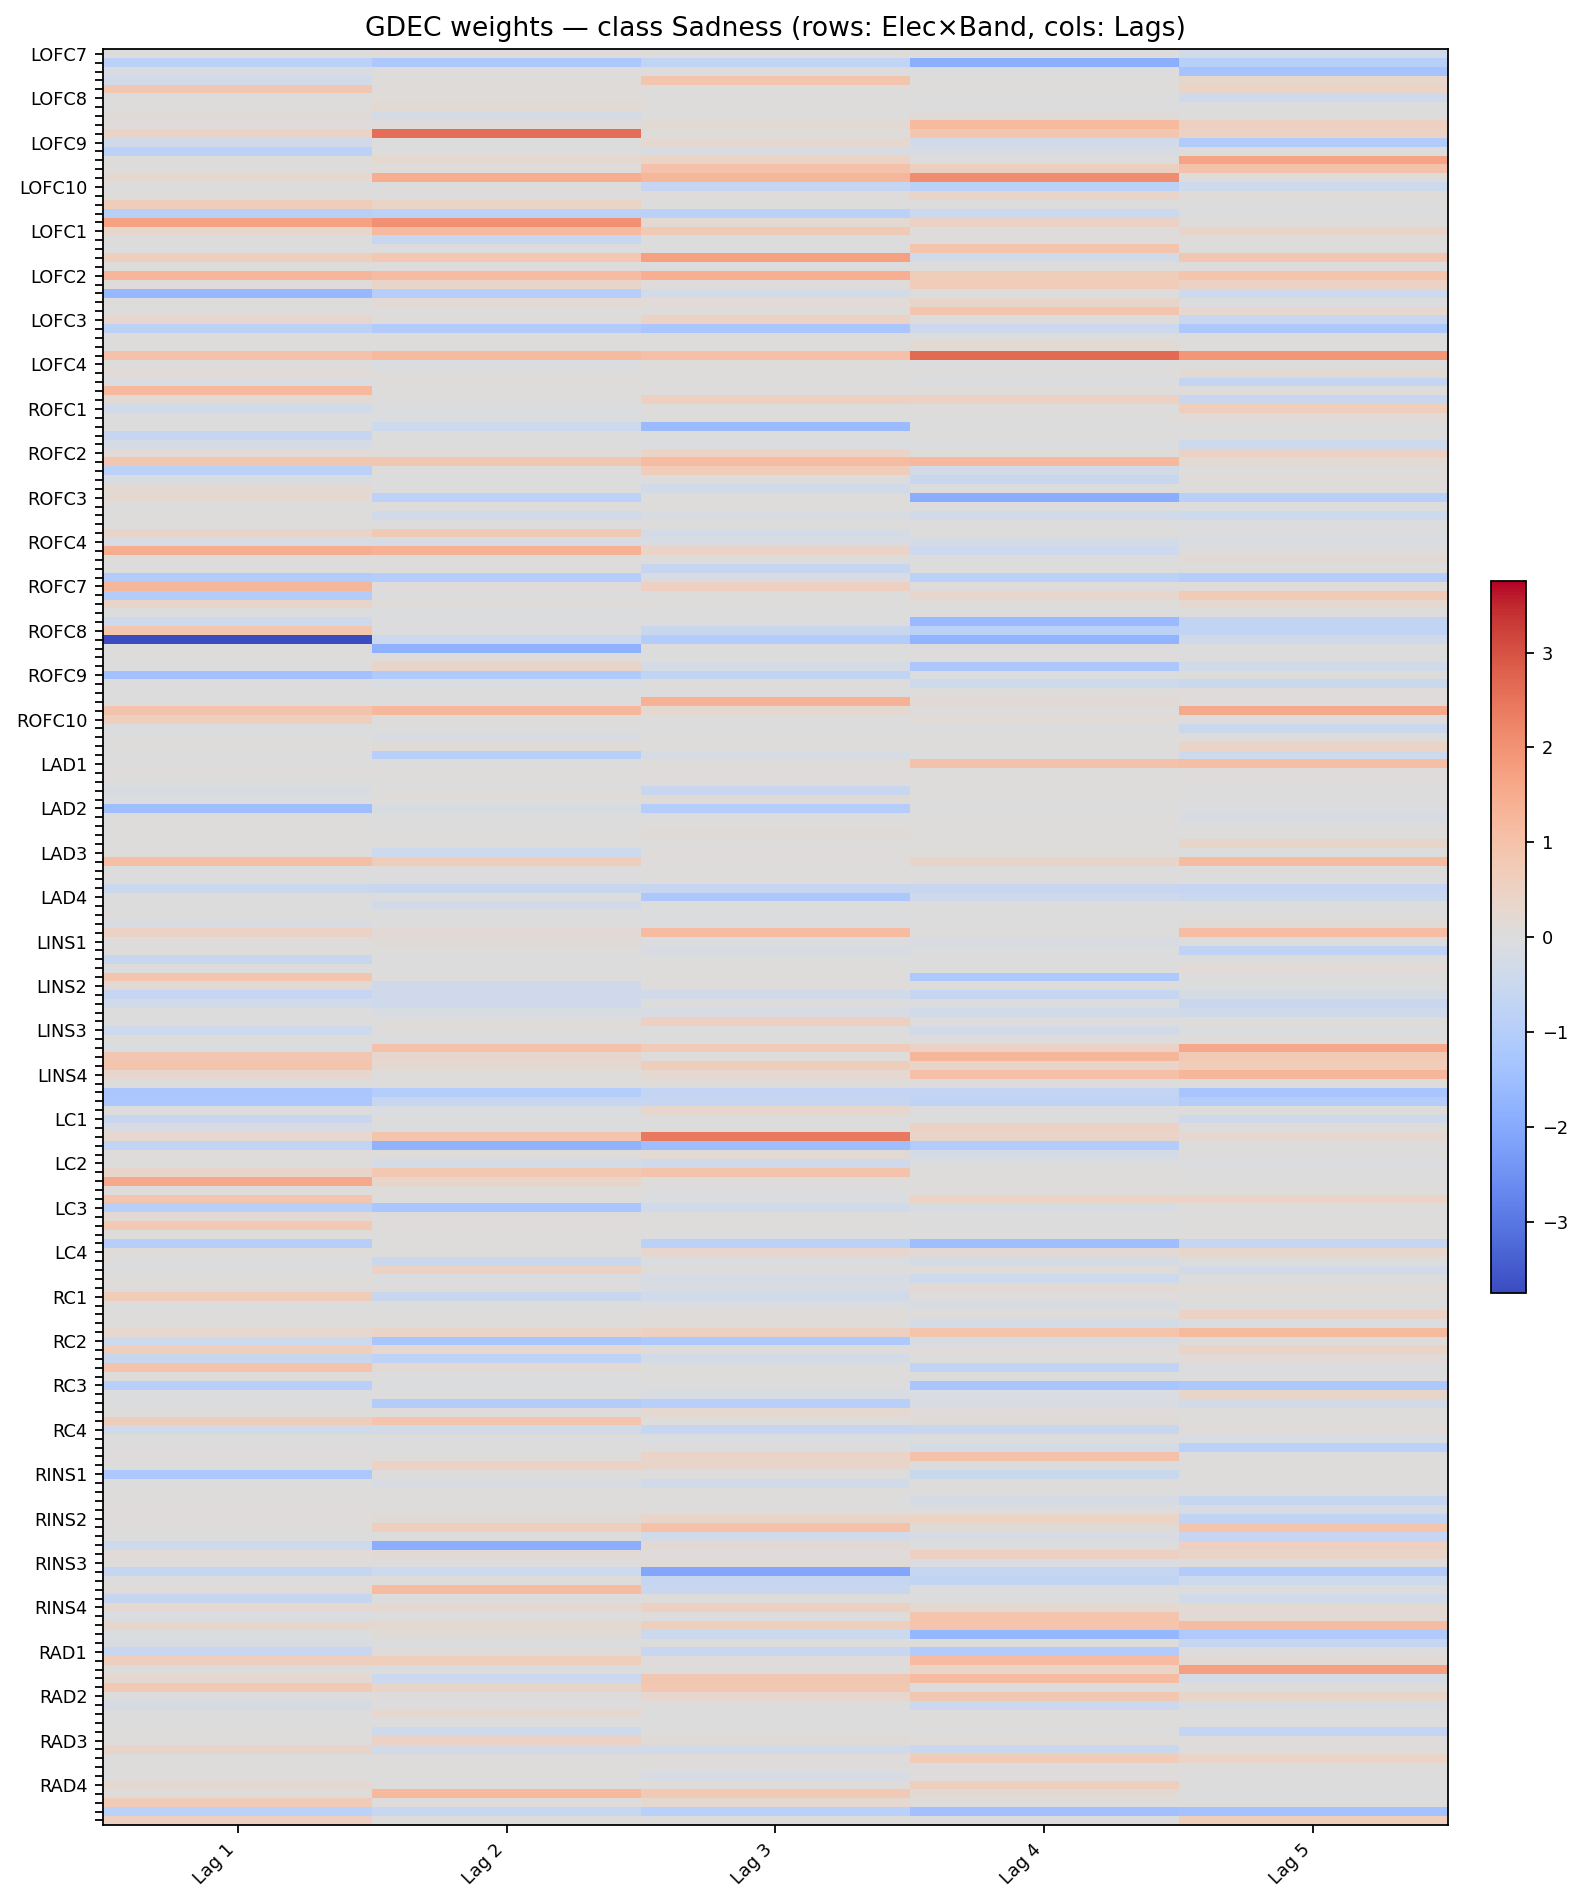 GDEC weights — class Sadness (rows: Elec×Band, cols: Lags)
LOFC7
LOFC8
LOFC9
LOFC10
LOFC1
LOFC2
LOFC3
LOFC4
ROFC1
ROFC2
ROFC3
ROFC4
ROFC7
ROFC8
ROFC9
ROFC10
LAD1
LAD2
LAD3
LAD4
LINS1
LINS2
LINS3
LINS4
LC1
LC2
LC3
LC4
RC1
RC2
RC3
RC4
RINS1
RINS2
RINS3
RINS4
RAD1
RAD2
RAD3
RAD4
Lag 1
Lag 2
Lag 3
Lag 4
Lag 5
3
2
1
0
−1
−2
−3